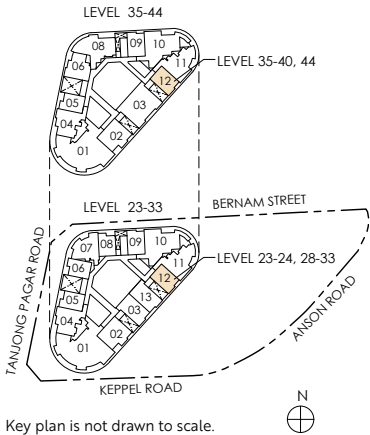 LEVEL 35-44
08
09
10
06
11
LEVEL 35-40, 44
12
05
03
04
02
01
BERNAM STREET
LEVEL 23-33
TANJONG PAGAR ROAD
07
08
09
10
06
11
LEVEL 23-24, 28-33
12
05
13
03
04
02
01
ANSON ROAD
KEPPEL ROAD
N
Key plan is not drawn to scale.